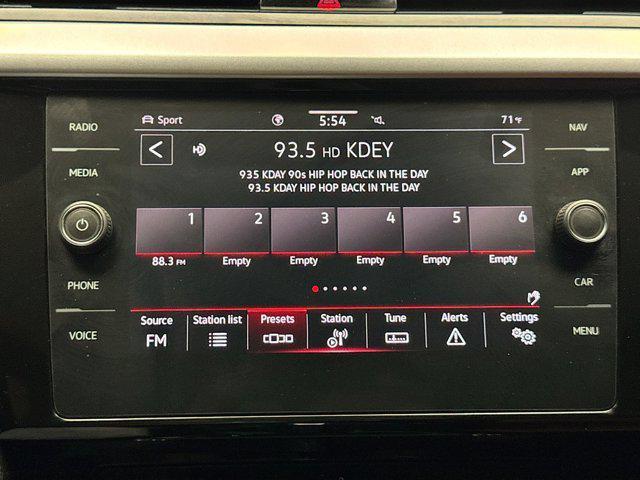 RADIO
MEDIA
PHONE
VOICE
Sport
5:54
71 °F
< HD 93.5 HD KDEY >
935 KDAY 90s HIP HOP BACK IN THE DAY
93.5 KDAY HIP HOP BACK IN THE DAY
1 2 3 4 5 6
88.3 FM Empty Empty Empty Empty Empty
Source Station list Presets Station Tune Alerts Settings
FM
NAV
APP
CAR
MENU